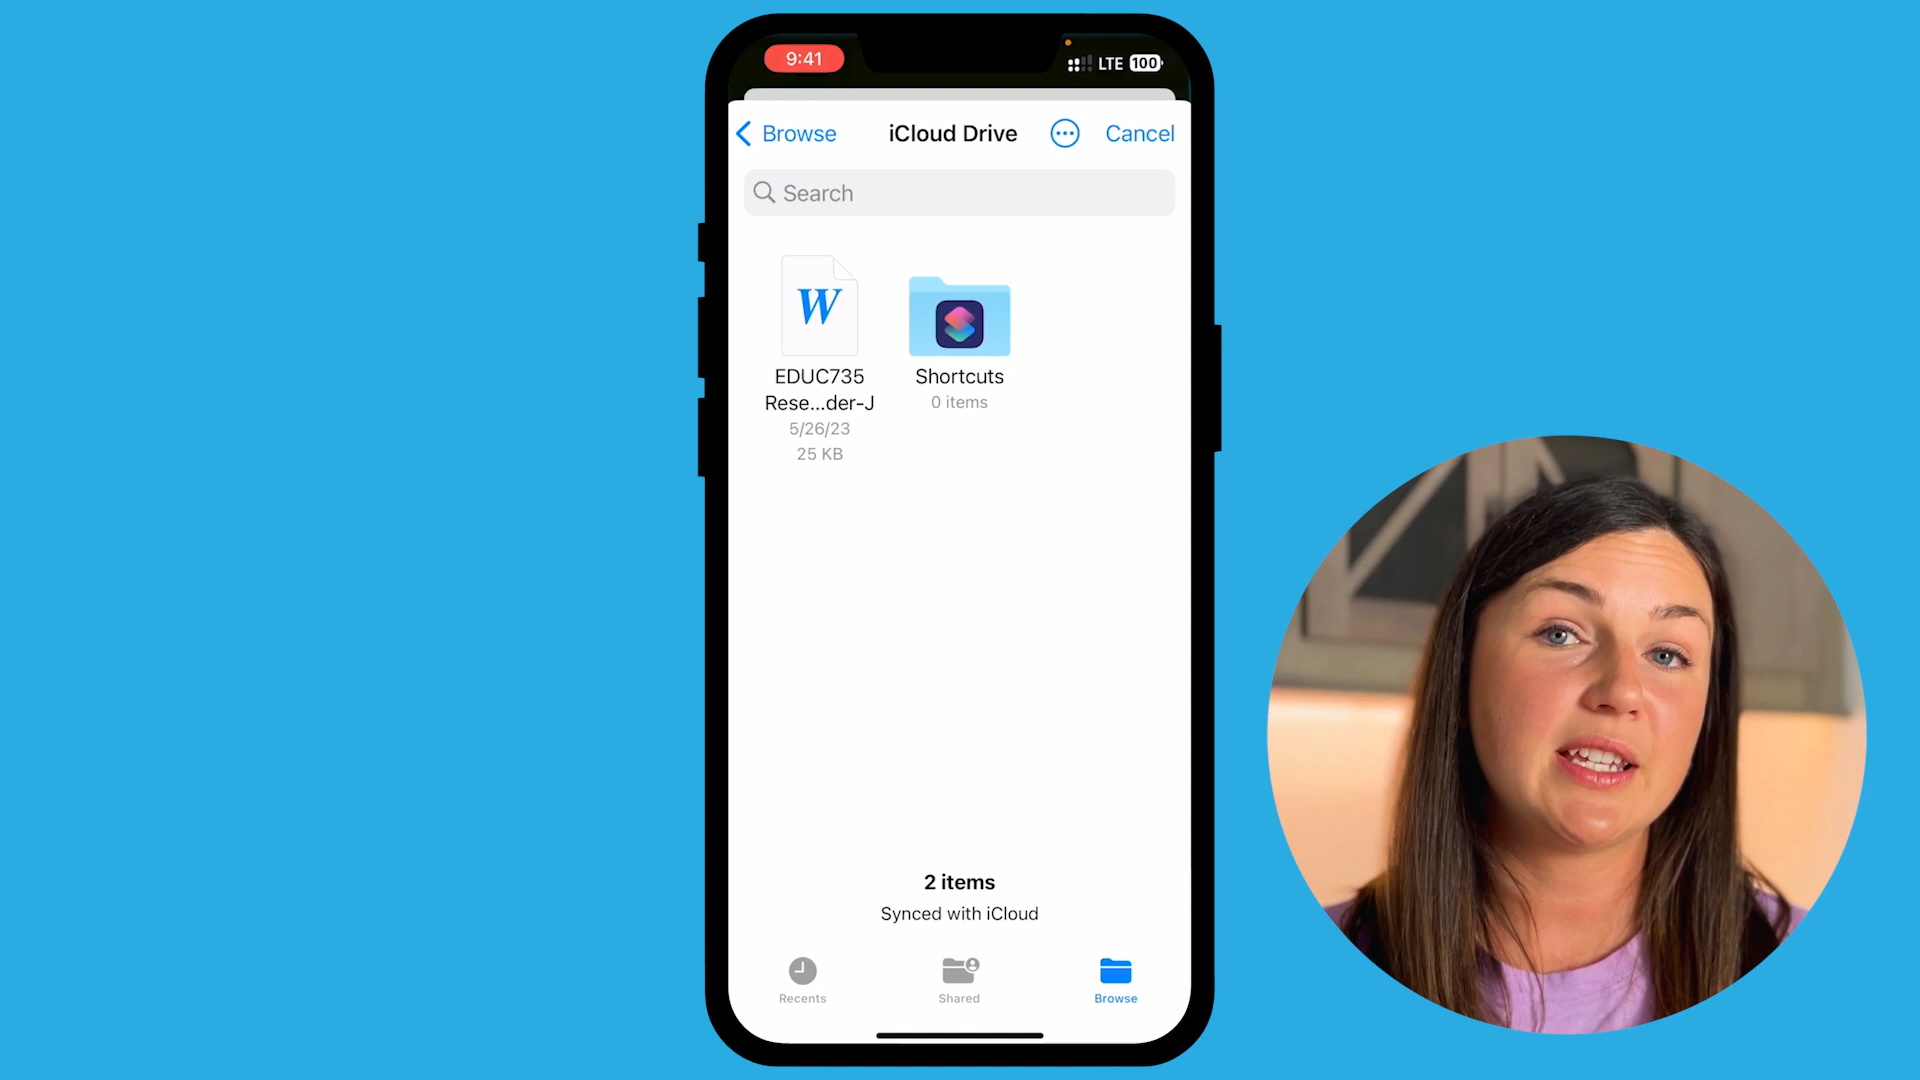 9:41
LTE 100
Browse
iCloud Drive
Cancel
Search
W
EDUC735
Rese...der-J
5/26/23
25 KB
Shortcuts
0 items
2 items
Synced with iCloud
Recents
Shared
Browse